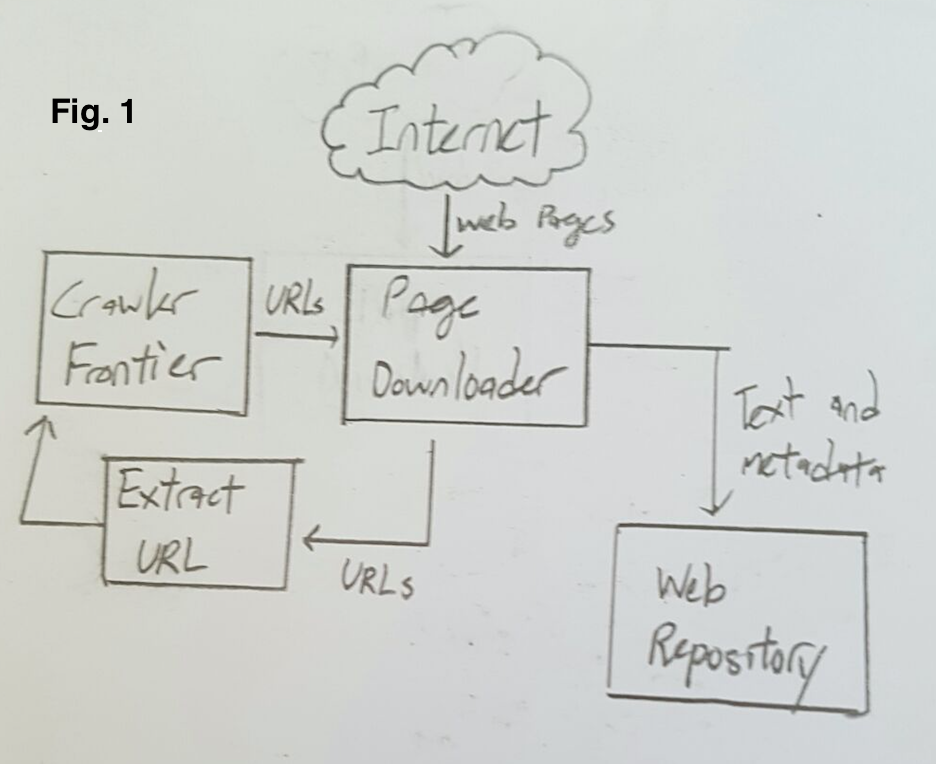 Fig. 1
Internet
Web Pages
Crawler
Frontier
URLs
Page
Downloader
Text and
metadata
Extract
URL
URLs
Web
Repository